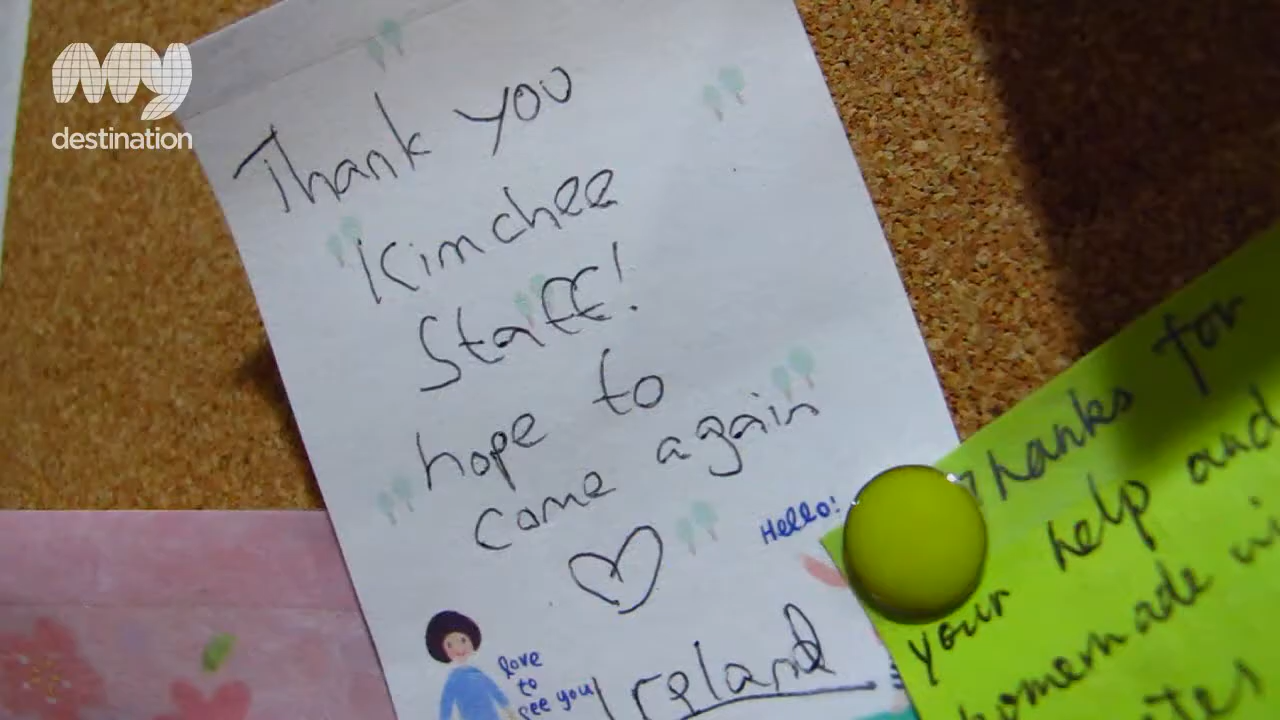 my
destination
Thank you
Kimchee
Staff!
hope to
come again
Hello!
love
to
see you
Ireland
Thanks for
your help and
homemade